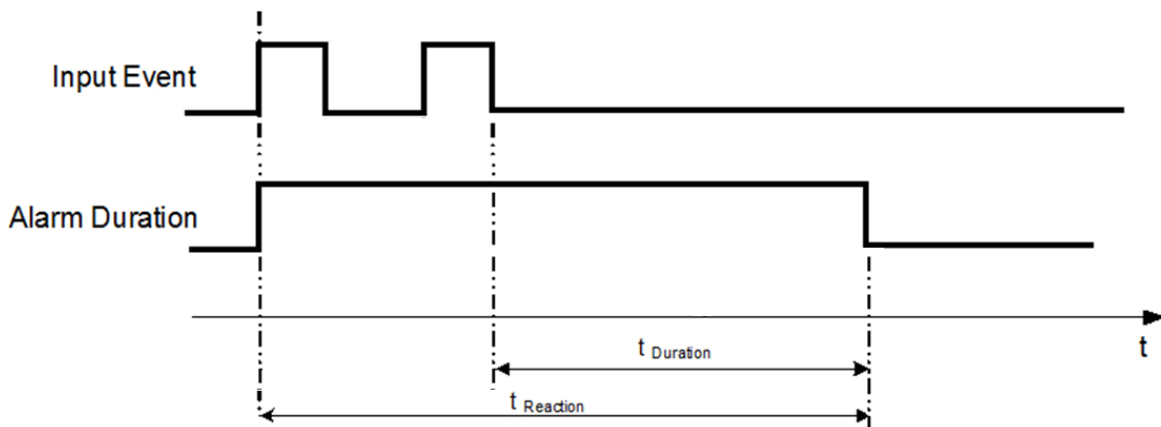 Input Event
Alarm Duration
t
t Duration
t Reaction